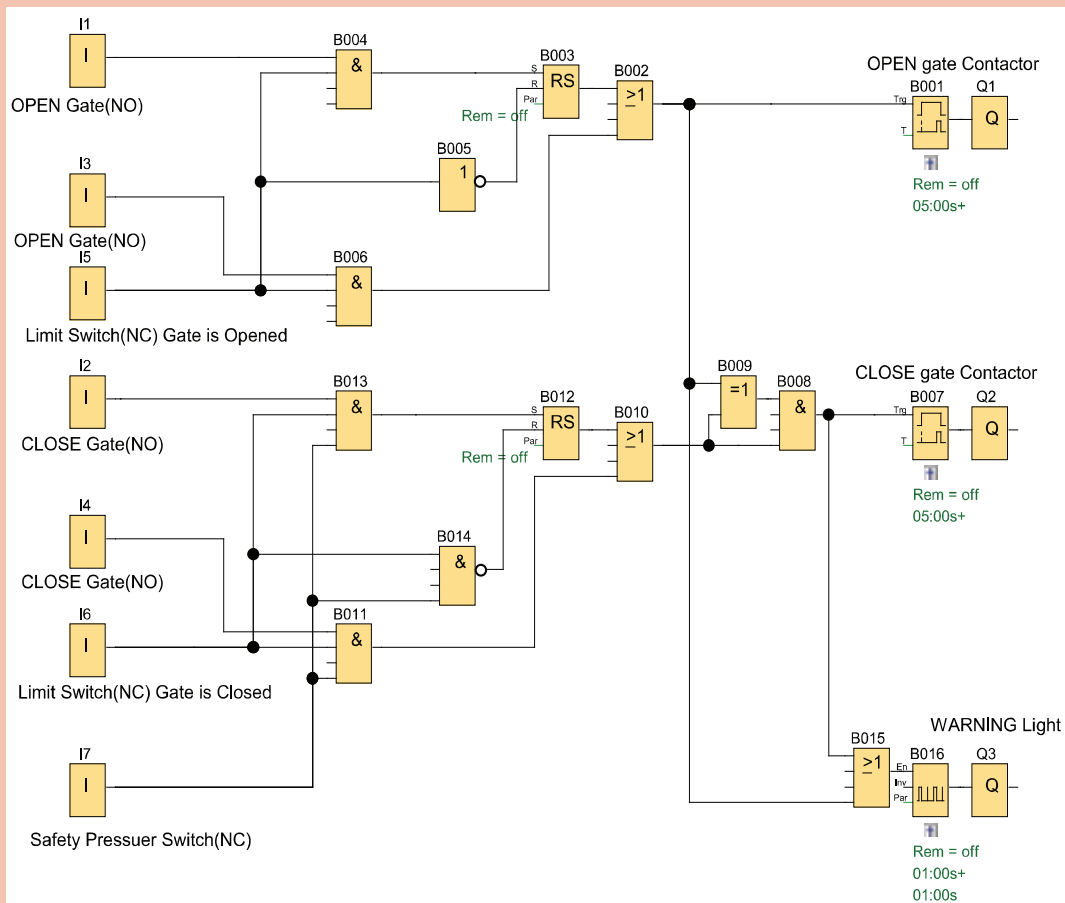 I1
I
OPEN Gate(NO)
B004
&
B003
S
R
Par
RS
Rem = off
B002
>1
OPEN gate Contactor
B001
Trg
T
Rem = off
05:00s+
Q1
Q
B005
1
I3
I
OPEN Gate(NO)
I5
I
Limit Switch(NC) Gate is Opened
B006
&
I2
I
CLOSE Gate(NO)
B013
&
B012
S
R
Par
RS
Rem = off
B010
>1
B009
=1
B008
&
CLOSE gate Contactor
B007
Trg
T
Rem = off
05:00s+
Q2
Q
I4
I
CLOSE Gate(NO)
B014
&
I6
I
Limit Switch(NC) Gate is Closed
B011
&
I7
I
Safety Pressuer Switch(NC)
B015
>1
WARNING Light
B016
En
Inv
Par
Rem = off
01:00s+
01:00s
Q3
Q